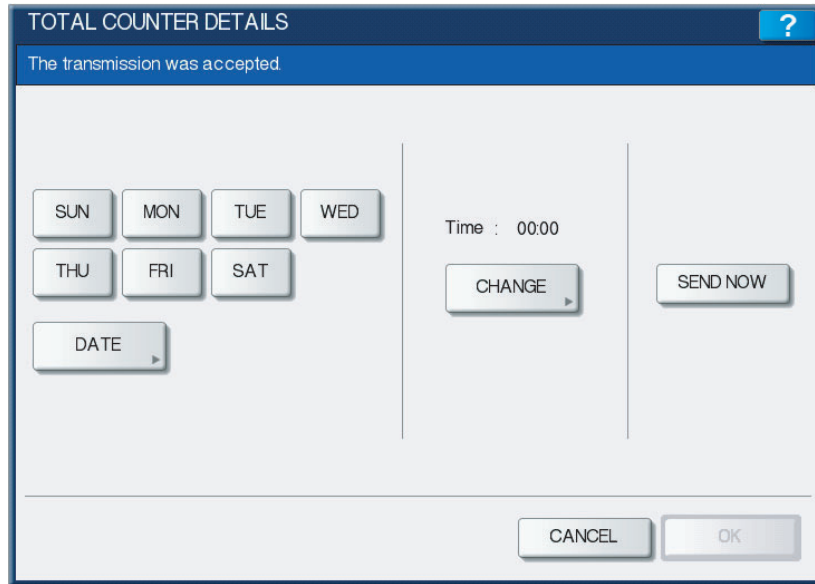 TOTAL COUNTER DETAILS ?
The transmission was accepted.
SUN MON TUE WED
THU FRI SAT
DATE
Time : 00:00
CHANGE
SEND NOW
CANCEL OK